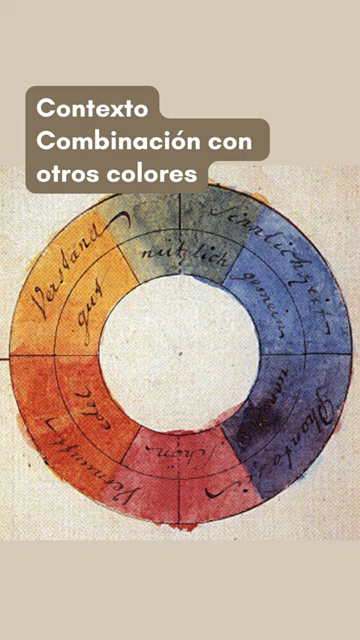 Contexto
Combinación con
otros colores
nützlich
Sinnlichkeit
gemein
Phantasie
schön
Vernunft
edel
gut
Verstand